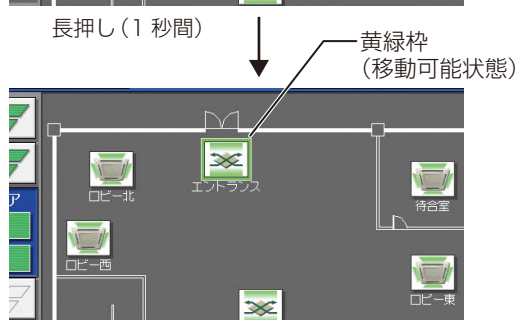 長押し（1 秒間）
黄緑枠
（移動可能状態）
エントランス
ロビー北
待合室
ア
ロビー西
ロビー東